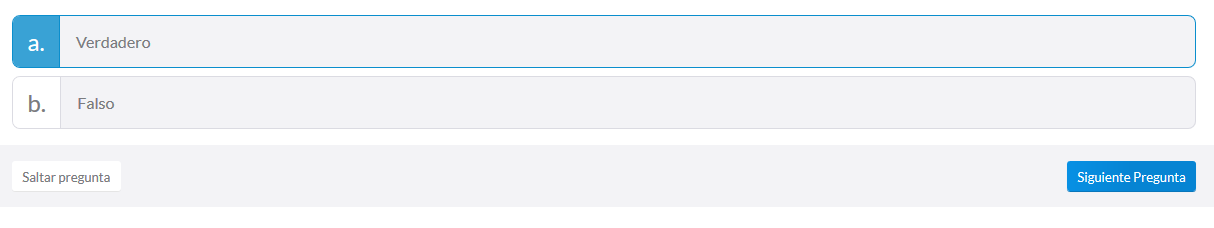 a. Verdadero
b. Falso
Saltar pregunta Siguiente Pregunta